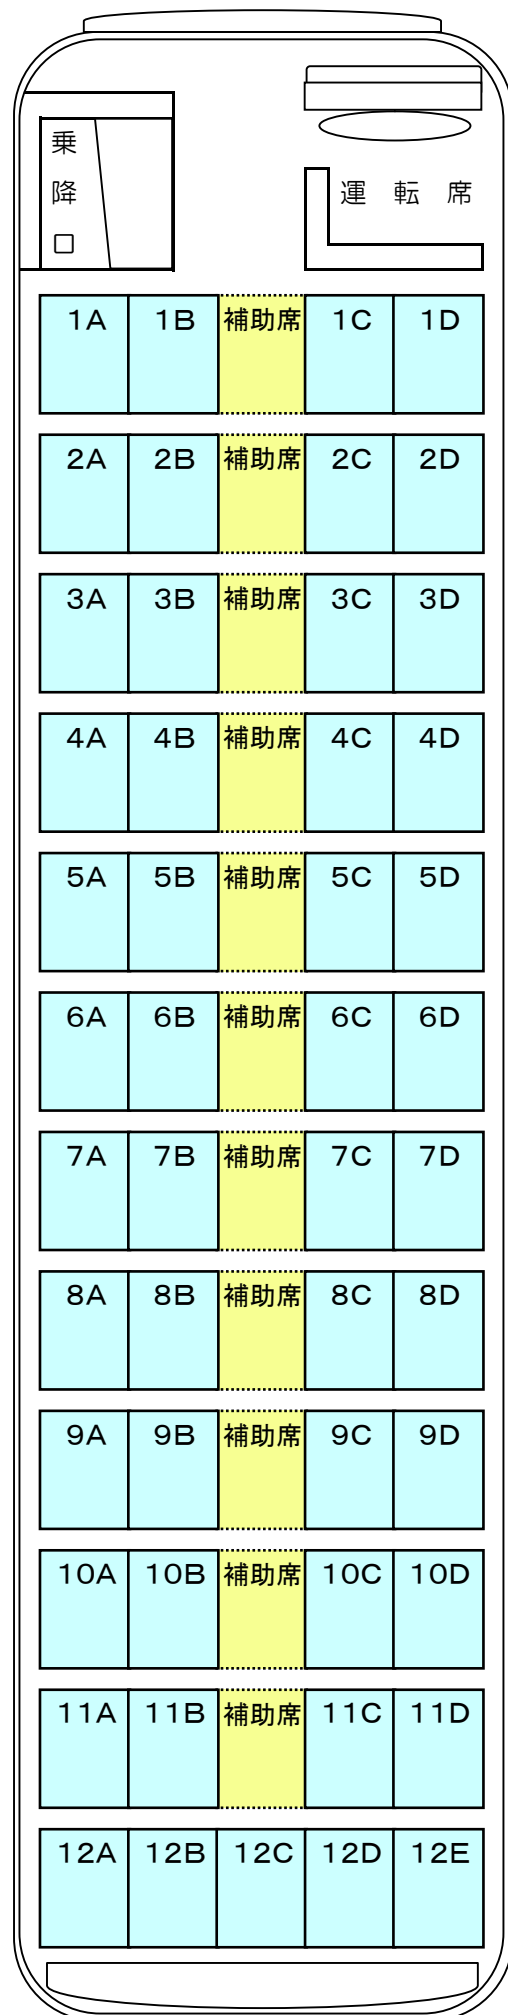 乗降口
運転席
1A 1B 補助席 1C 1D
2A 2B 補助席 2C 2D
3A 3B 補助席 3C 3D
4A 4B 補助席 4C 4D
5A 5B 補助席 5C 5D
6A 6B 補助席 6C 6D
7A 7B 補助席 7C 7D
8A 8B 補助席 8C 8D
9A 9B 補助席 9C 9D
10A 10B 補助席 10C 10D
11A 11B 補助席 11C 11D
12A 12B 12C 12D 12E